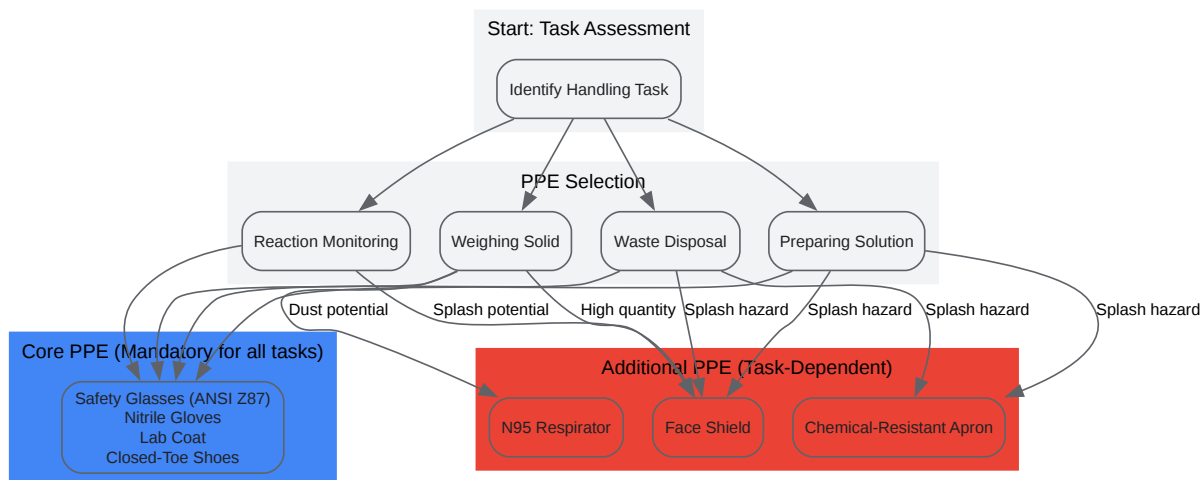 Start: Task Assessment
Identify Handling Task
PPE Selection
Reaction Monitoring
Weighing Solid
Waste Disposal
Preparing Solution
Dust potential
Splash potential
High quantity
Splash hazard
Splash hazard
Splash hazard
Splash hazard
Core PPE (Mandatory for all tasks)
Safety Glasses (ANSI Z87)
Nitrile Gloves
Lab Coat
Closed-Toe Shoes
Additional PPE (Task-Dependent)
N95 Respirator
Face Shield
Chemical-Resistant Apron